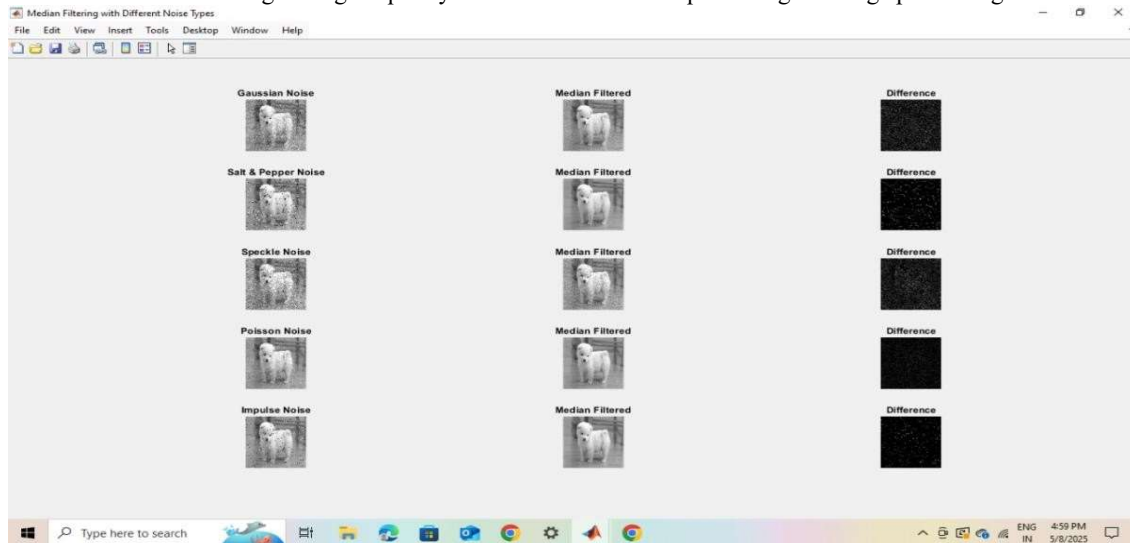 Median Filtering with Different Noise Types
File Edit View Insert Tools Desktop Window Help
Gaussian Noise Median Filtered Difference
Salt & Pepper Noise Median Filtered Difference
Speckle Noise Median Filtered Difference
Poisson Noise Median Filtered Difference
Impulse Noise Median Filtered Difference
Type here to search
ENG 4:59 PM
IN 5/8/2025